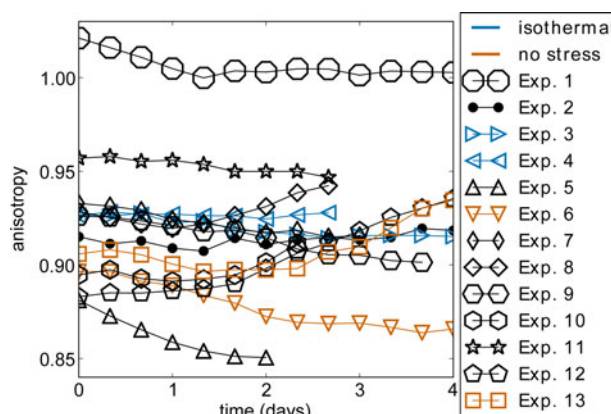 1.00
0.95
0.90
0.85
anisotropy
0
1
2
3
4
time (days)
isothermal
no stress
Exp. 1
Exp. 2
Exp. 3
Exp. 4
Exp. 5
Exp. 6
Exp. 7
Exp. 8
Exp. 9
Exp. 10
Exp. 11
Exp. 12
Exp. 13